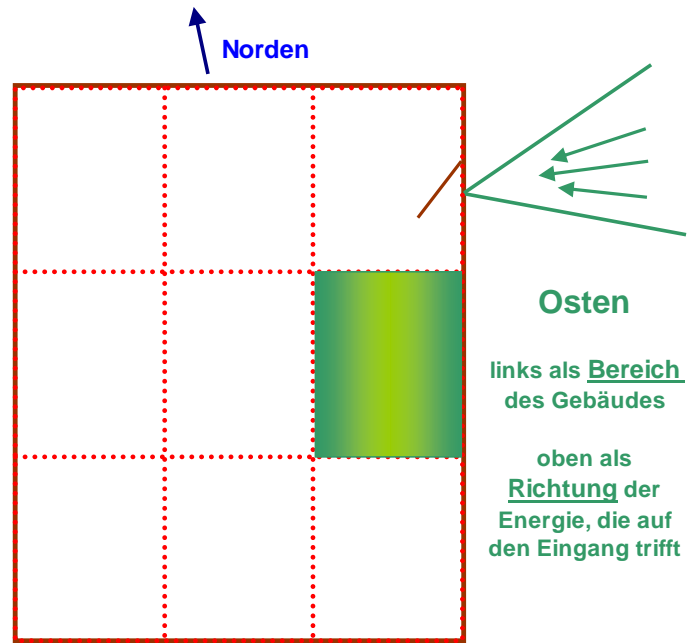 Norden
Osten
links als Bereich
des Gebäudes
oben als
Richtung der
Energie, die auf
den Eingang trifft